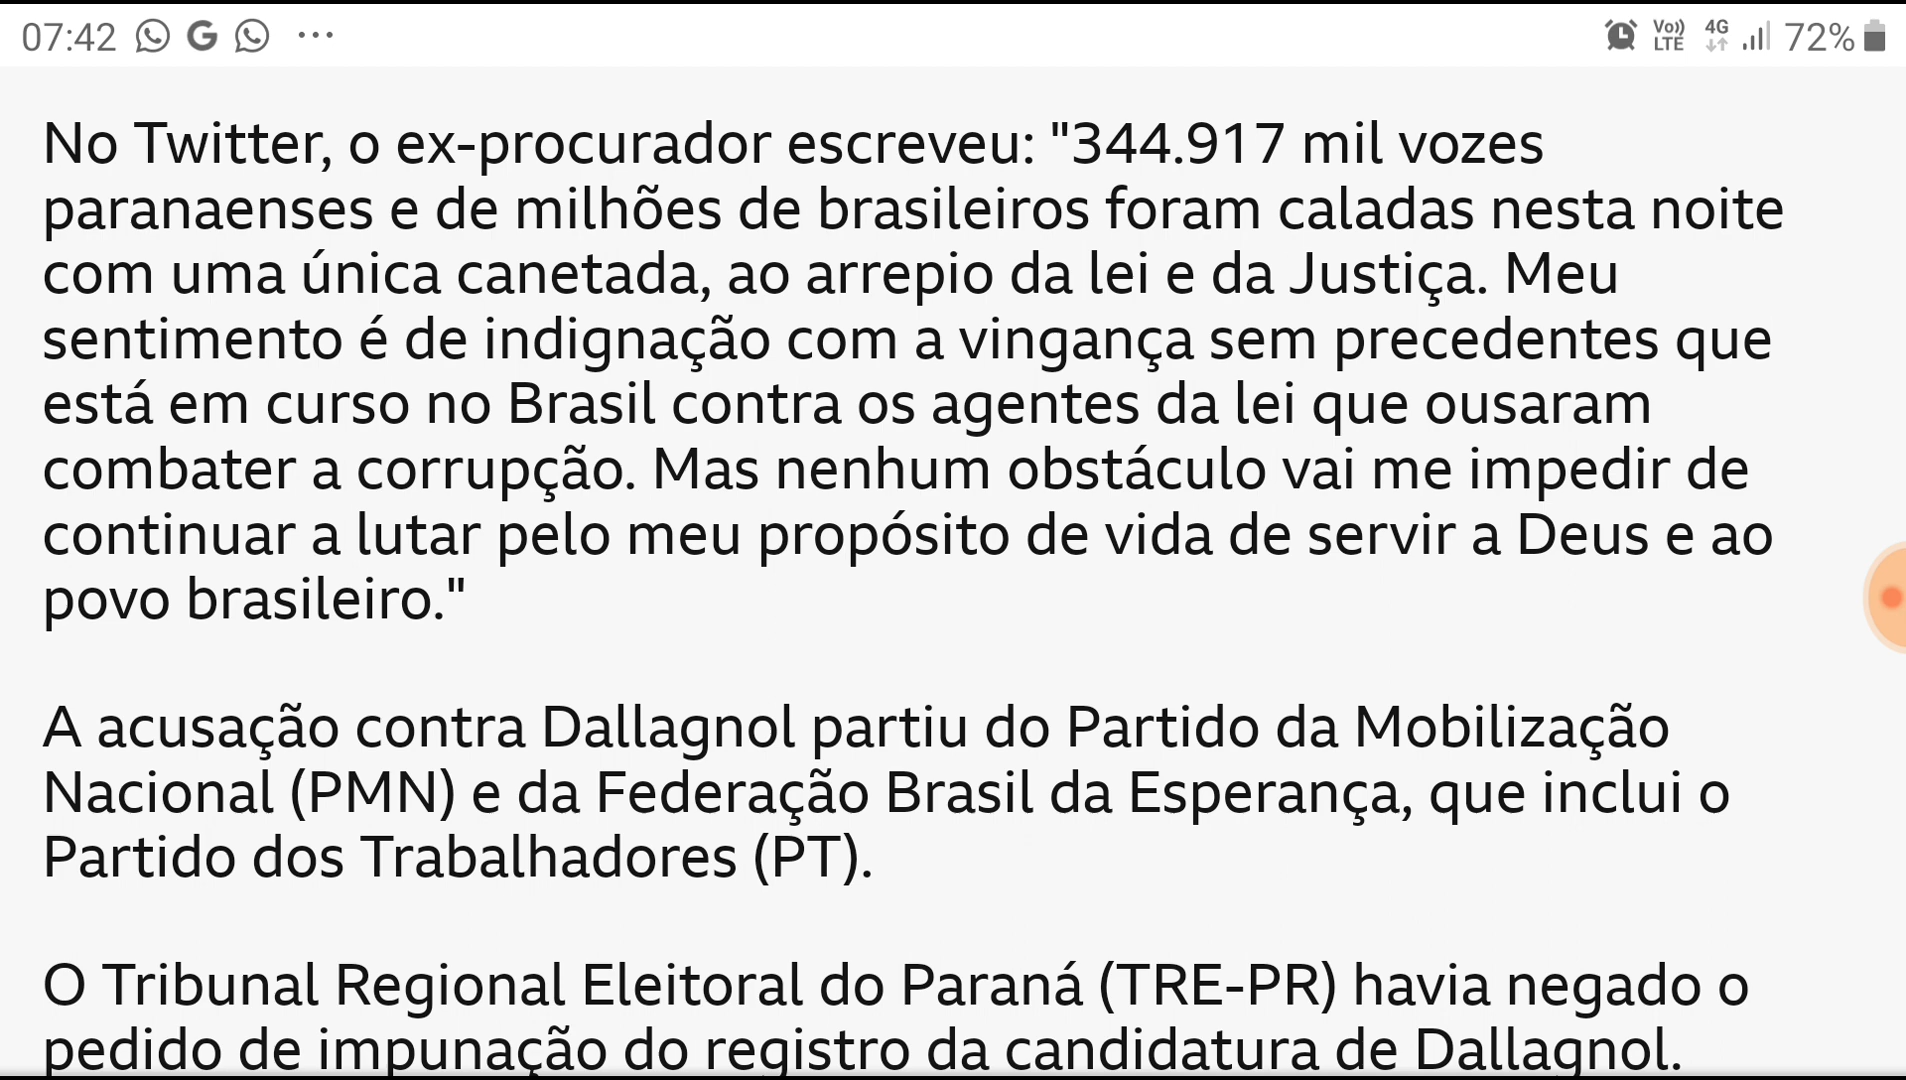 07:42
Vo)) LTE 4G 72%
No Twitter, o ex-procurador escreveu: "344.917 mil vozes
paranaenses e de milhões de brasileiros foram caladas nesta noite
com uma única canetada, ao arrepio da lei e da Justiça. Meu
sentimento é de indignação com a vingança sem precedentes que
está em curso no Brasil contra os agentes da lei que ousaram
combater a corrupção. Mas nenhum obstáculo vai me impedir de
continuar a lutar pelo meu propósito de vida de servir a Deus e ao
povo brasileiro."
A acusação contra Dallagnol partiu do Partido da Mobilização
Nacional (PMN) e da Federação Brasil da Esperança, que inclui o
Partido dos Trabalhadores (PT).
O Tribunal Regional Eleitoral do Paraná (TRE-PR) havia negado o
pedido de impunação do registro da candidatura de Dallagnol.